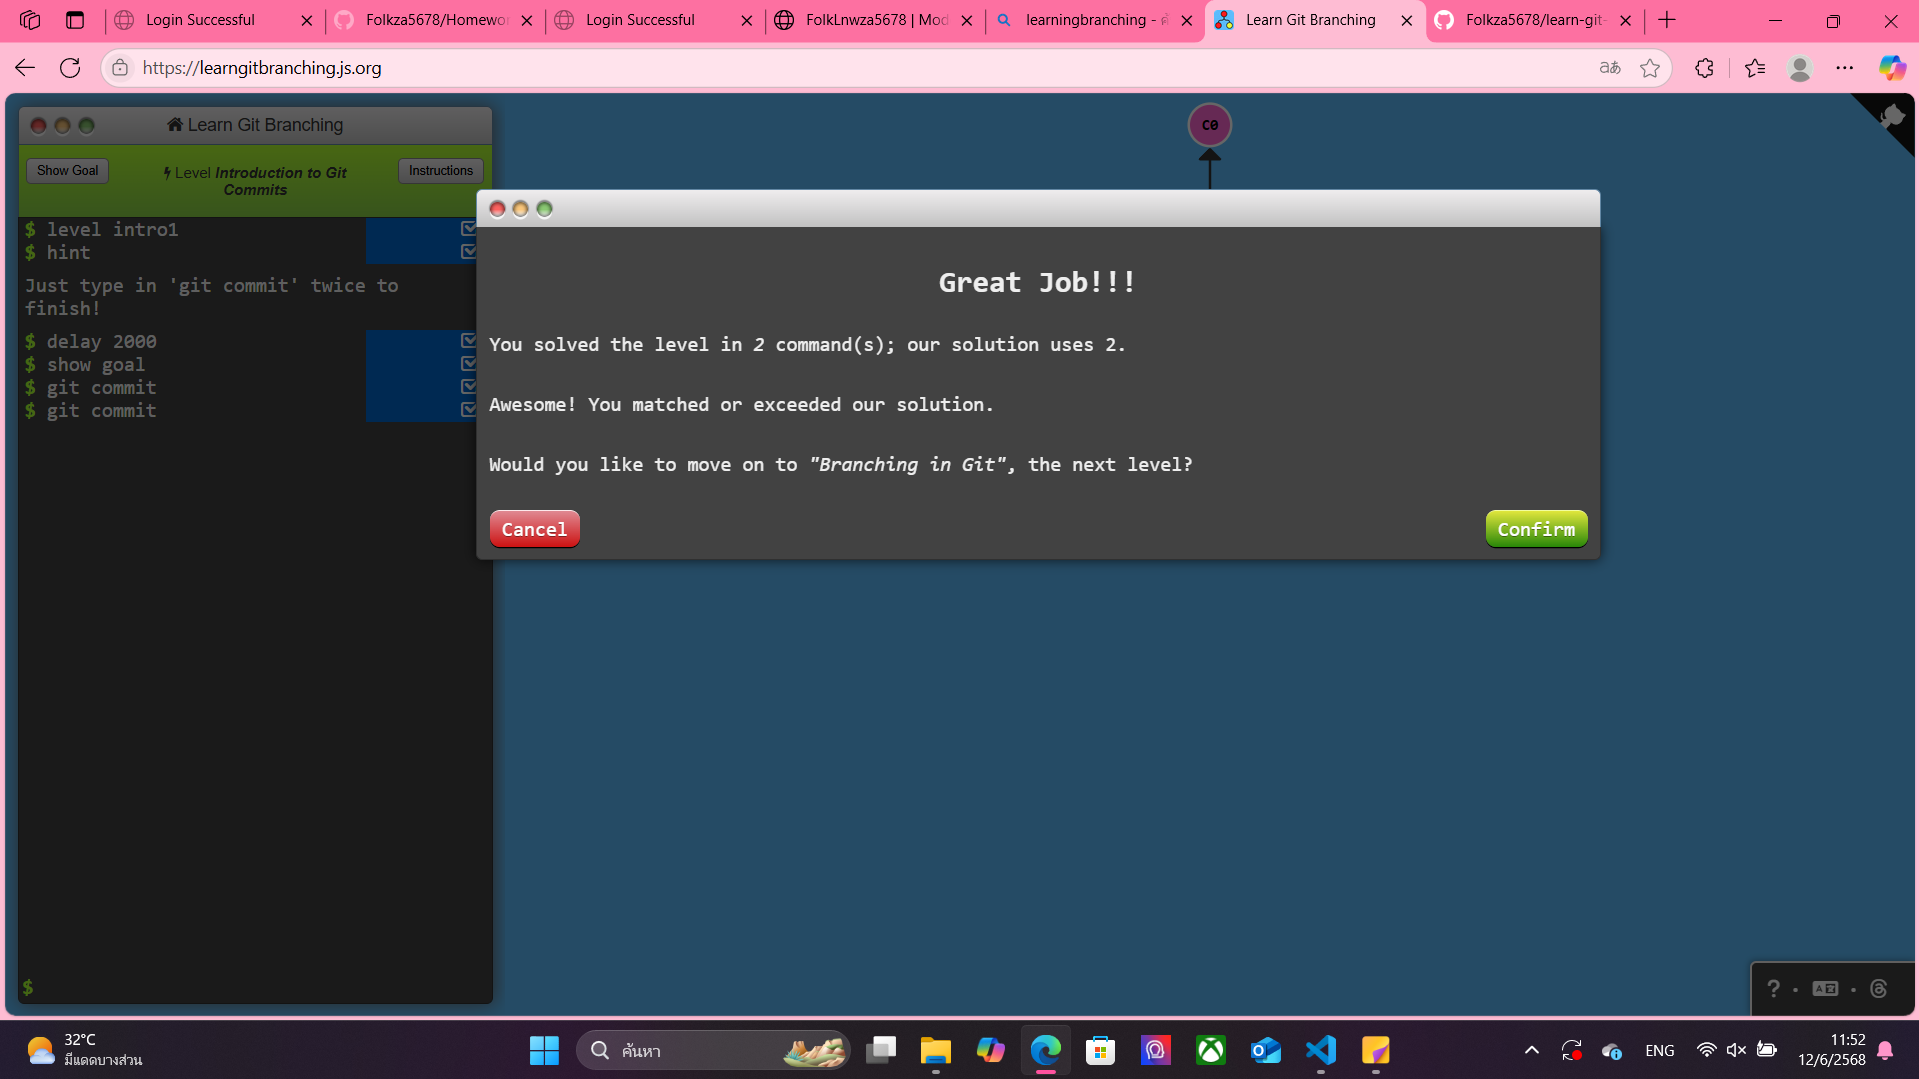 Login Successful
Folkza5678/Homewor
Login Successful
FolkLnwza5678 | Mod
learningbranching - ค้
Learn Git Branching
Folkza5678/learn-git-
https://learngitbranching.js.org
Learn Git Branching
Show Goal
Level Introduction to Git Commits
Instructions
$ level intro1
$ hint
Just type in 'git commit' twice to
finish!
$ delay 2000
$ show goal
$ git commit
$ git commit
$
C0
Great Job!!!
You solved the level in 2 command(s); our solution uses 2.
Awesome! You matched or exceeded our solution.
Would you like to move on to "Branching in Git", the next level?
Cancel
Confirm
?
32°C
มีแดดบางส่วน
ค้นหา
ENG
11:52
12/6/2568